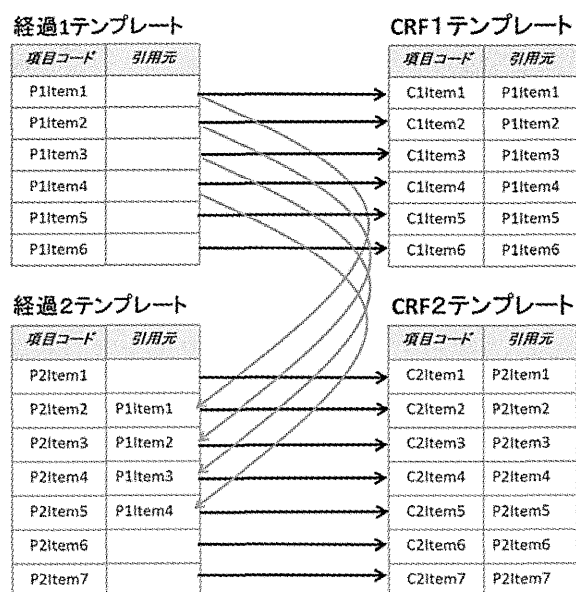 経過1テンプレート
項目コード 引用元
P1Item1
P1Item2
P1Item3
P1Item4
P1Item5
P1Item6
CRF1テンプレート
項目コード 引用元
C1Item1 P1Item1
C1Item2 P1Item2
C1Item3 P1Item3
C1Item4 P1Item4
C1Item5 P1Item5
C1Item6 P1Item6
経過2テンプレート
項目コード 引用元
P2Item1
P2Item2 P1Item1
P2Item3 P1Item2
P2Item4 P1Item3
P2Item5 P1Item4
P2Item6
P2Item7
CRF2テンプレート
項目コード 引用元
C2Item1 P2Item1
C2Item2 P2Item2
C2Item3 P2Item3
C2Item4 P2Item4
C2Item5 P2Item5
C2Item6 P2Item6
C2Item7 P2Item7